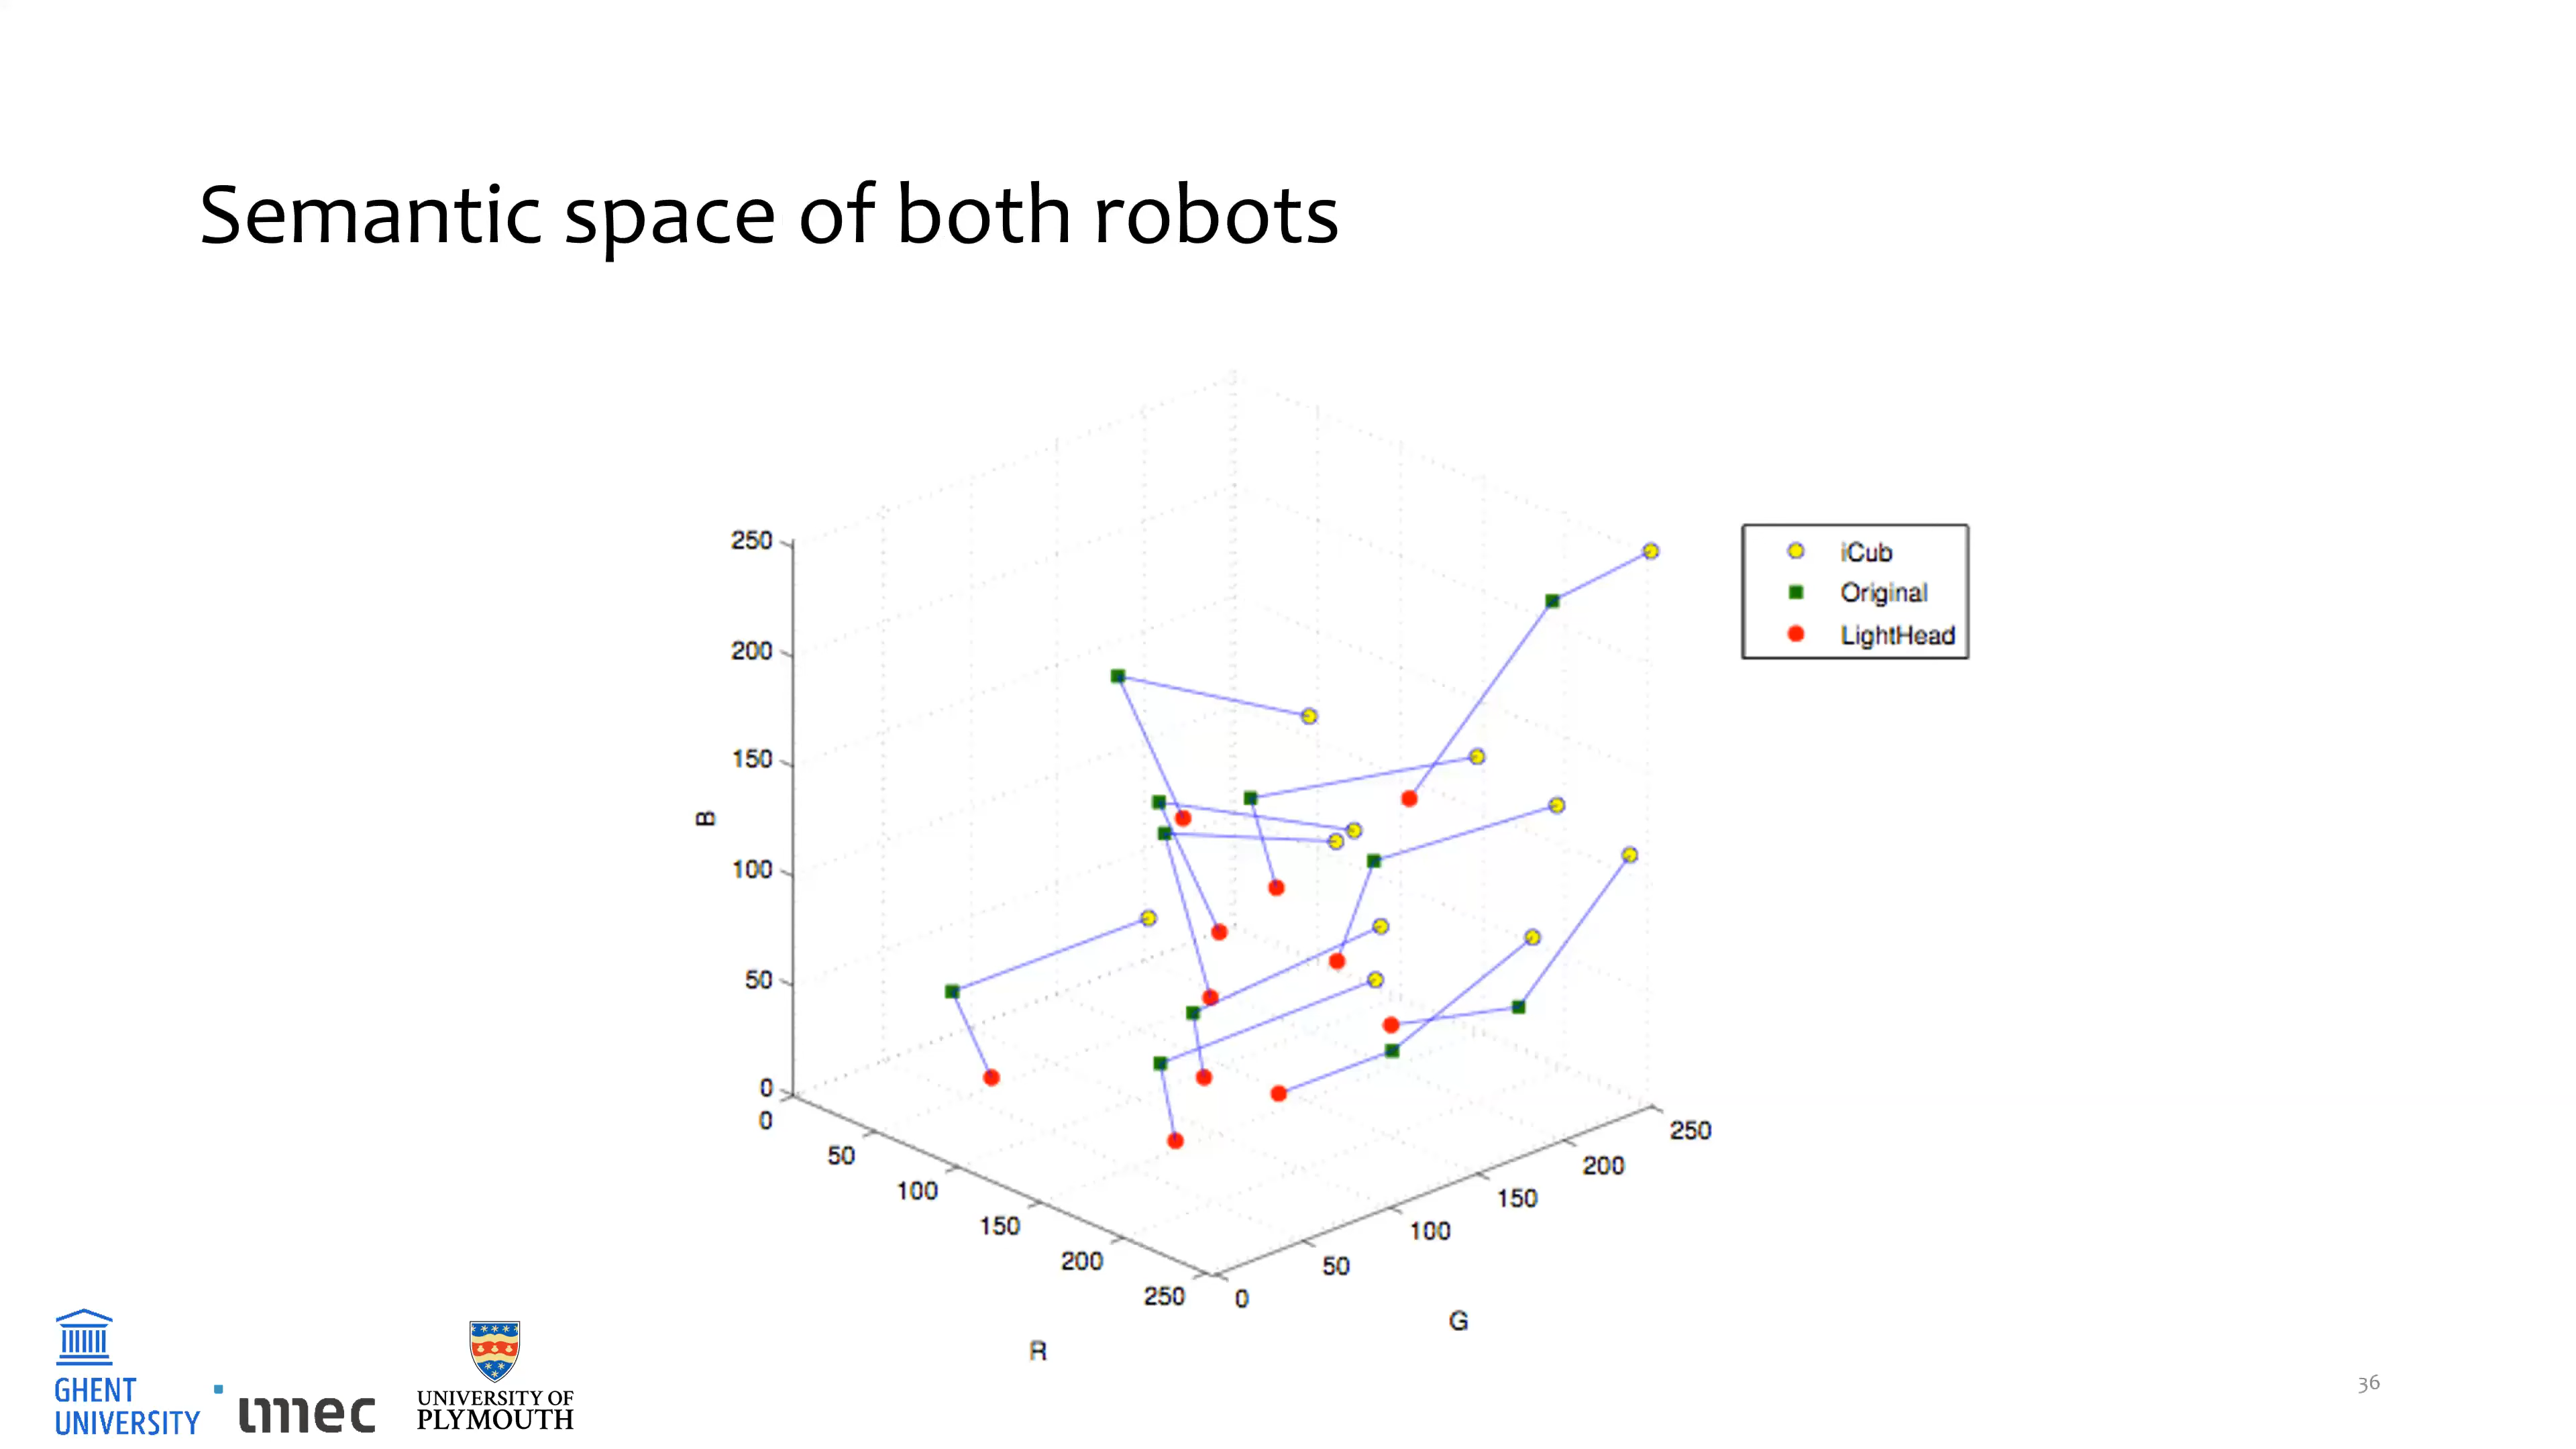 Semantic space of both robots
250
200
150
100
50
0
B
0
50
100
150
200
250
R
0
50
100
150
200
250
G
iCub
Original
LightHead
GHENT
UNIVERSITY
imec
UNIVERSITY OF
PLYMOUTH
36